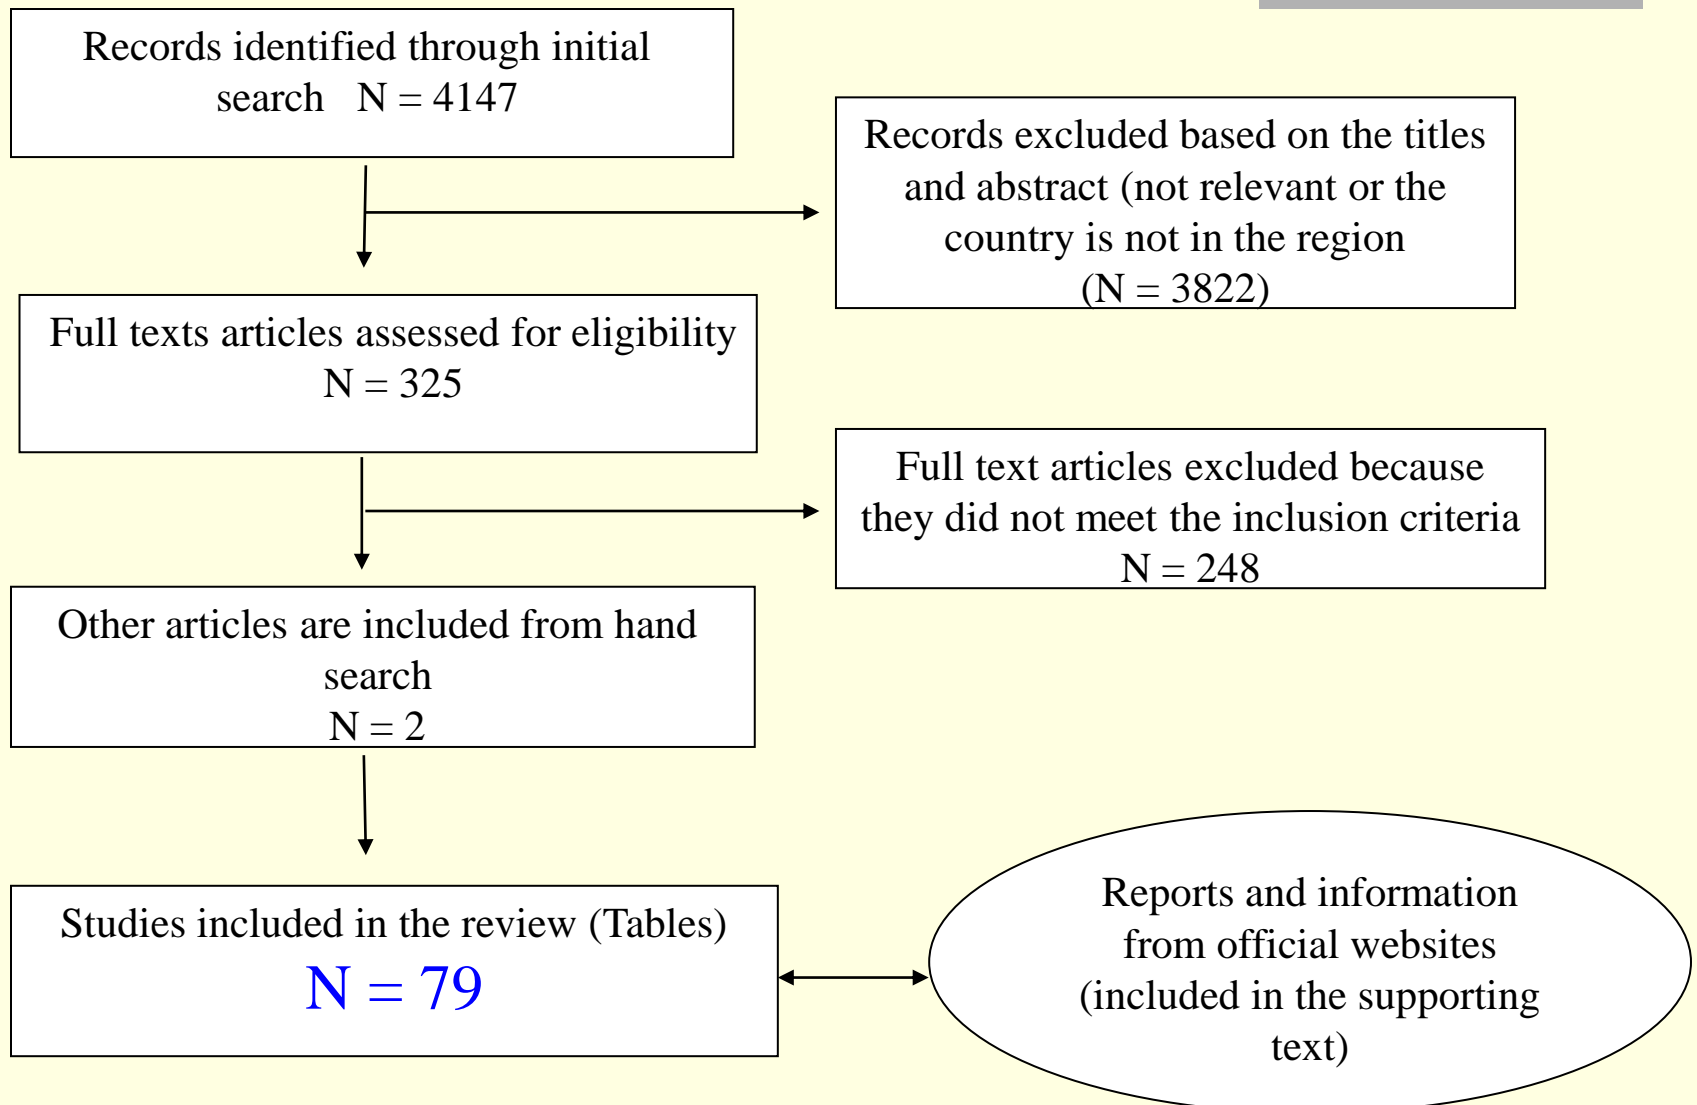 Records identified through initial
search N = 4147
Records excluded based on the titles
and abstract (not relevant or the
country is not in the region
(N = 3822)
Full texts articles assessed for eligibility
N = 325
Full text articles excluded because
they did not meet the inclusion criteria
N = 248
Other articles are included from hand
search
N = 2
Studies included in the review (Tables)
N = 79
Reports and information
from official websites
(included in the supporting
text)